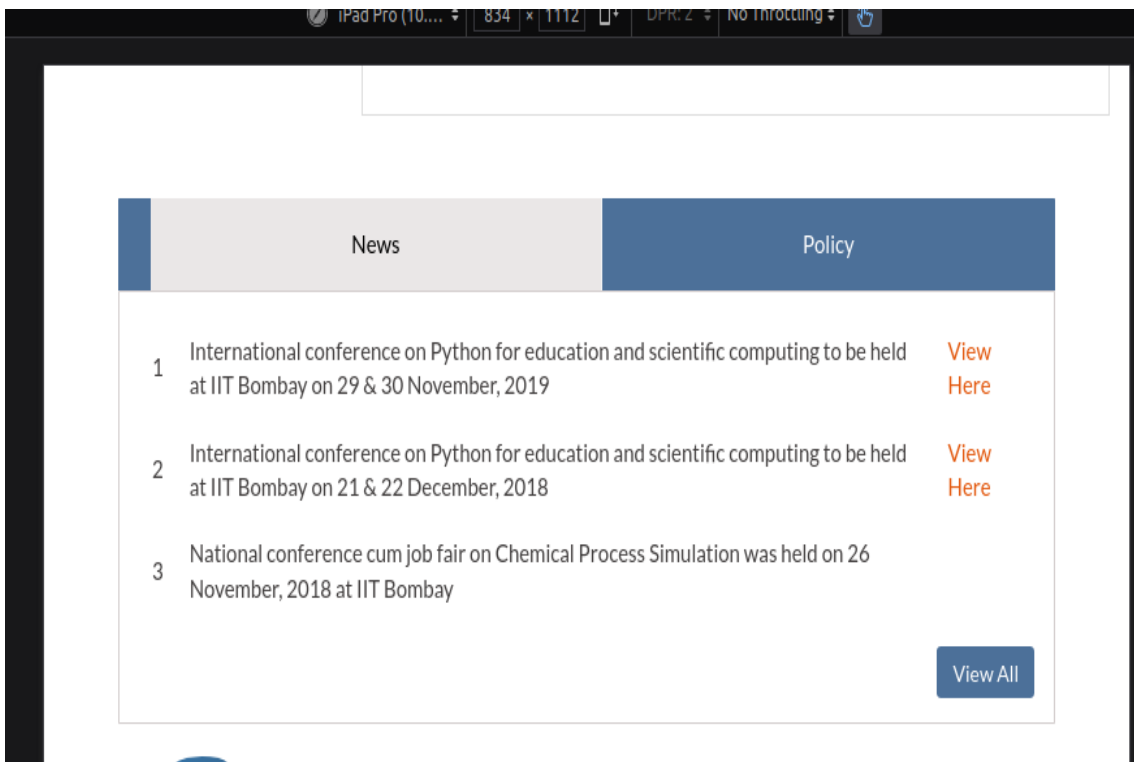 iPad Pro (10.... 834 × 1112 DPR: 2 No Throttling
News Policy
1 International conference on Python for education and scientific computing to be held View
at IIT Bombay on 29 & 30 November, 2019 Here
2 International conference on Python for education and scientific computing to be held View
at IIT Bombay on 21 & 22 December, 2018 Here
3 National conference cum job fair on Chemical Process Simulation was held on 26
November, 2018 at IIT Bombay
View All